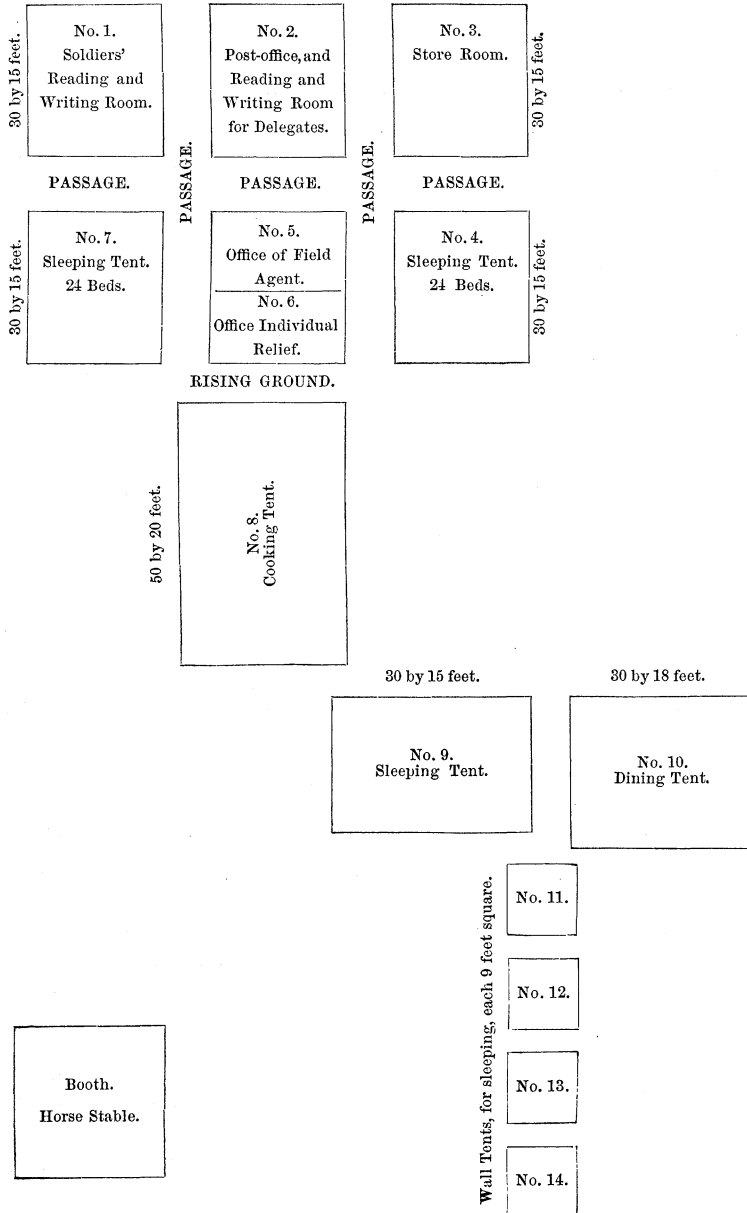 30 by 15 feet.
No. 1.
Soldiers'
Reading and
Writing Room.
No. 2.
Post-office, and
Reading and
Writing Room
for Delegates.
No. 3.
Store Room.
30 by 15 feet.
PASSAGE.
PASSAGE.
PASSAGE.
PASSAGE.
PASSAGE.
30 by 15 feet.
No. 7.
Sleeping Tent.
24 Beds.
No. 5.
Office of Field
Agent.
No. 6.
Office Individual
Relief.
No. 4.
Sleeping Tent.
24 Beds.
30 by 15 feet.
RISING GROUND.
50 by 20 feet.
No. 8.
Cooking Tent.
30 by 15 feet.
No. 9.
Sleeping Tent.
30 by 18 feet.
No. 10.
Dining Tent.
Wall Tents, for sleeping, each 9 feet square.
No. 11.
No. 12.
No. 13.
No. 14.
Booth.
Horse Stable.